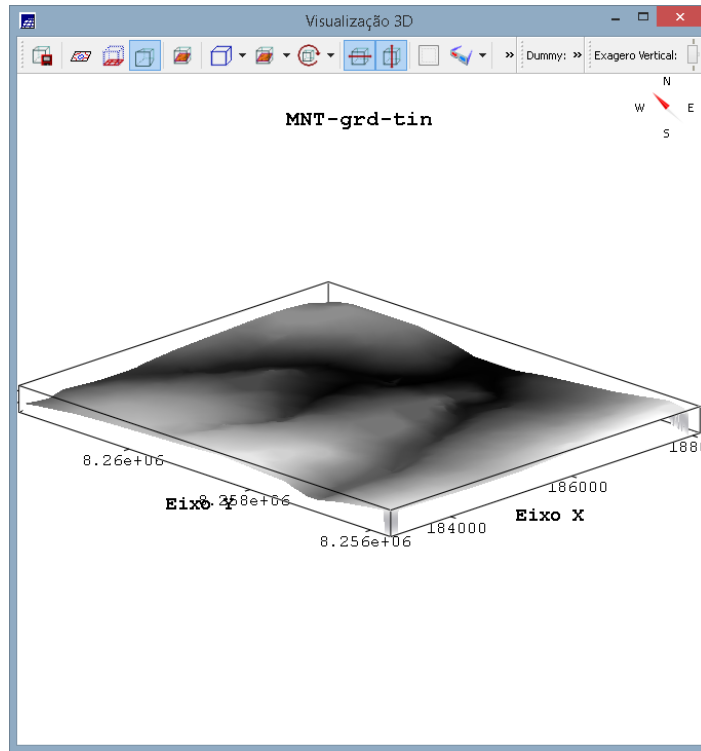 Visualização 3D
» Dummy: » Exagero Vertical:
N
W E
S
MNT-grd-tin
8.26e+06
Eixo Y 8.258e+06
8.256e+06
184000
Eixo X
186000